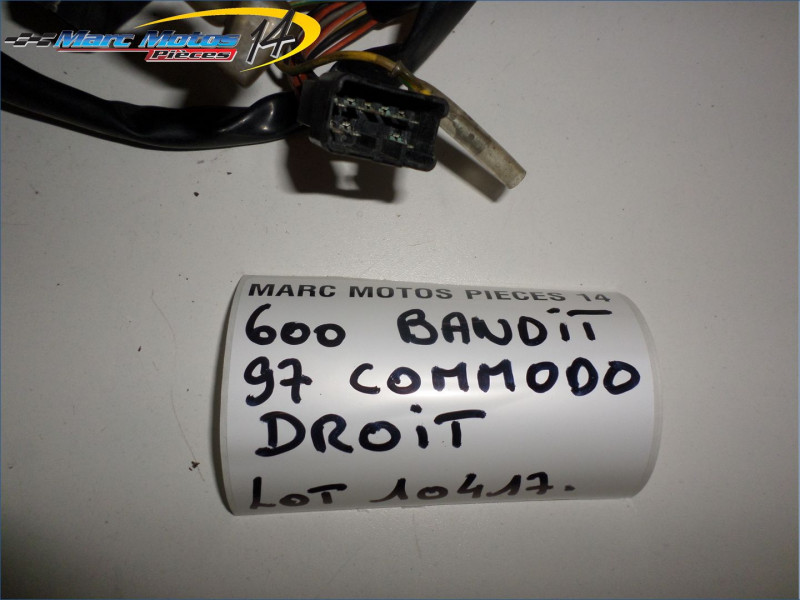 Marc Motos 14
Pièces
MARC MOTOS PIECES 14
600 BANDIT
97 COMMODO
DROIT
LOT 10417.